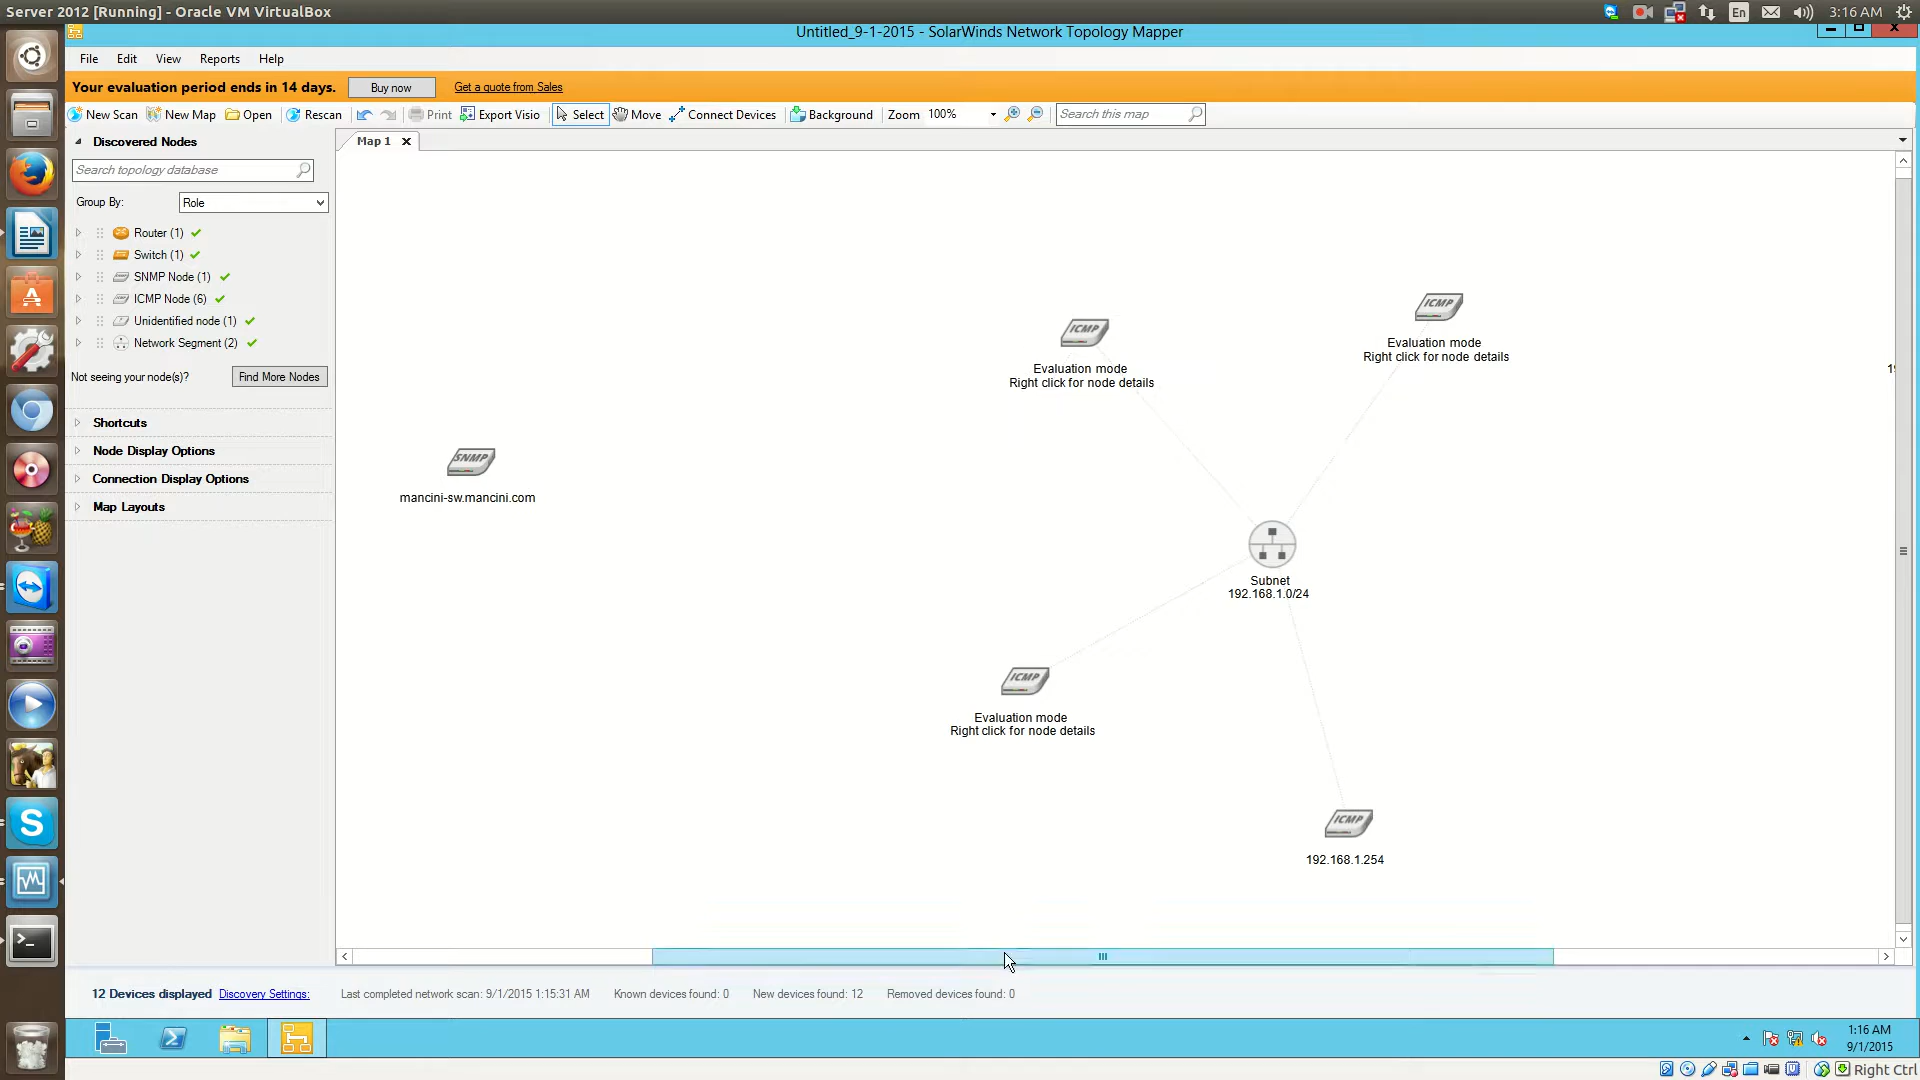 Server 2012 [Running] - Oracle VM VirtualBox
En
3:16 AM
Untitled_9-1-2015 - SolarWinds Network Topology Mapper
File Edit View Reports Help
Your evaluation period ends in 14 days.
Buy now
Get a quote from Sales
New Scan New Map Open Rescan Print Export Visio Select Move Connect Devices Background Zoom 100% Search this map
Discovered Nodes
Map 1
Search topology database
Group By: Role
Router (1)
Switch (1)
SNMP Node (1)
ICMP Node (6)
Unidentified node (1)
Network Segment (2)
Not seeing your node(s)? Find More Nodes
Shortcuts
Node Display Options
Connection Display Options
Map Layouts
ICMP
Evaluation mode
Right click for node details
ICMP
Evaluation mode
Right click for node details
SNMP
mancini-sw.mancini.com
Subnet
192.168.1.0/24
ICMP
Evaluation mode
Right click for node details
ICMP
192.168.1.254
12 Devices displayed Discovery Settings: Last completed network scan: 9/1/2015 1:15:31 AM Known devices found: 0 New devices found: 12 Removed devices found: 0
1:16 AM
9/1/2015
Right Ctrl